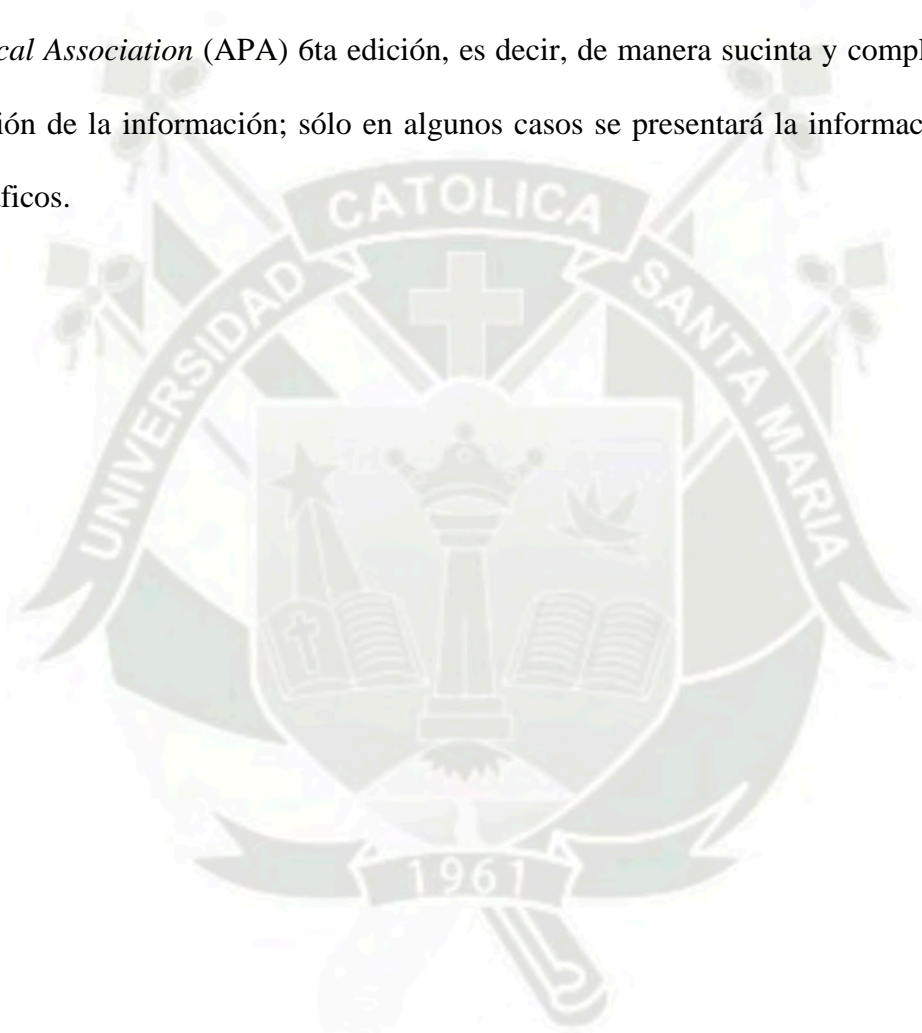 cal Association (APA) 6ta edición, es decir, de manera sucinta y compl
ión de la información; sólo en algunos casos se presentará la informac
áficos.
CATOLICA
UNIVERSIDAD
SANTA MARIA
1961